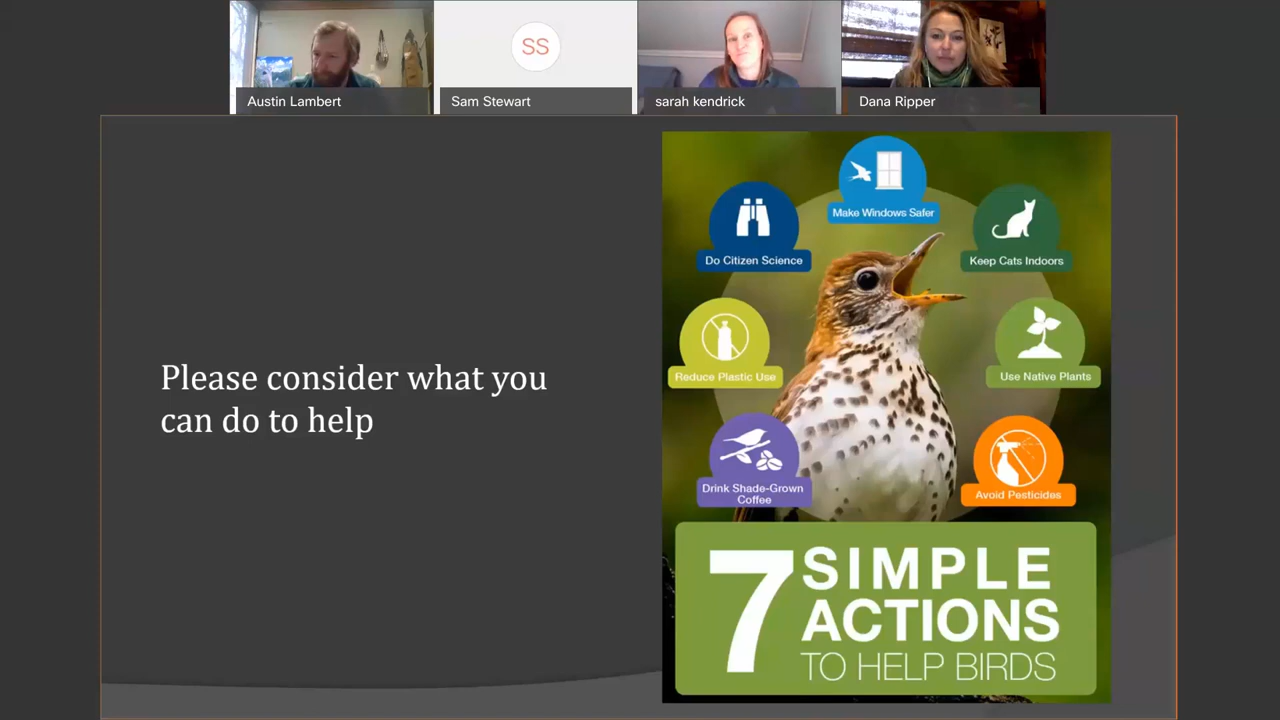 SS
Austin Lambert
Sam Stewart
sarah kendrick
Dana Ripper
Please consider what you
can do to help
Make Windows Safer
Do Citizen Science
Keep Cats Indoors
Reduce Plastic Use
Use Native Plants
Drink Shade-Grown
Coffee
Avoid Pesticides
7 SIMPLE
ACTIONS
TO HELP BIRDS